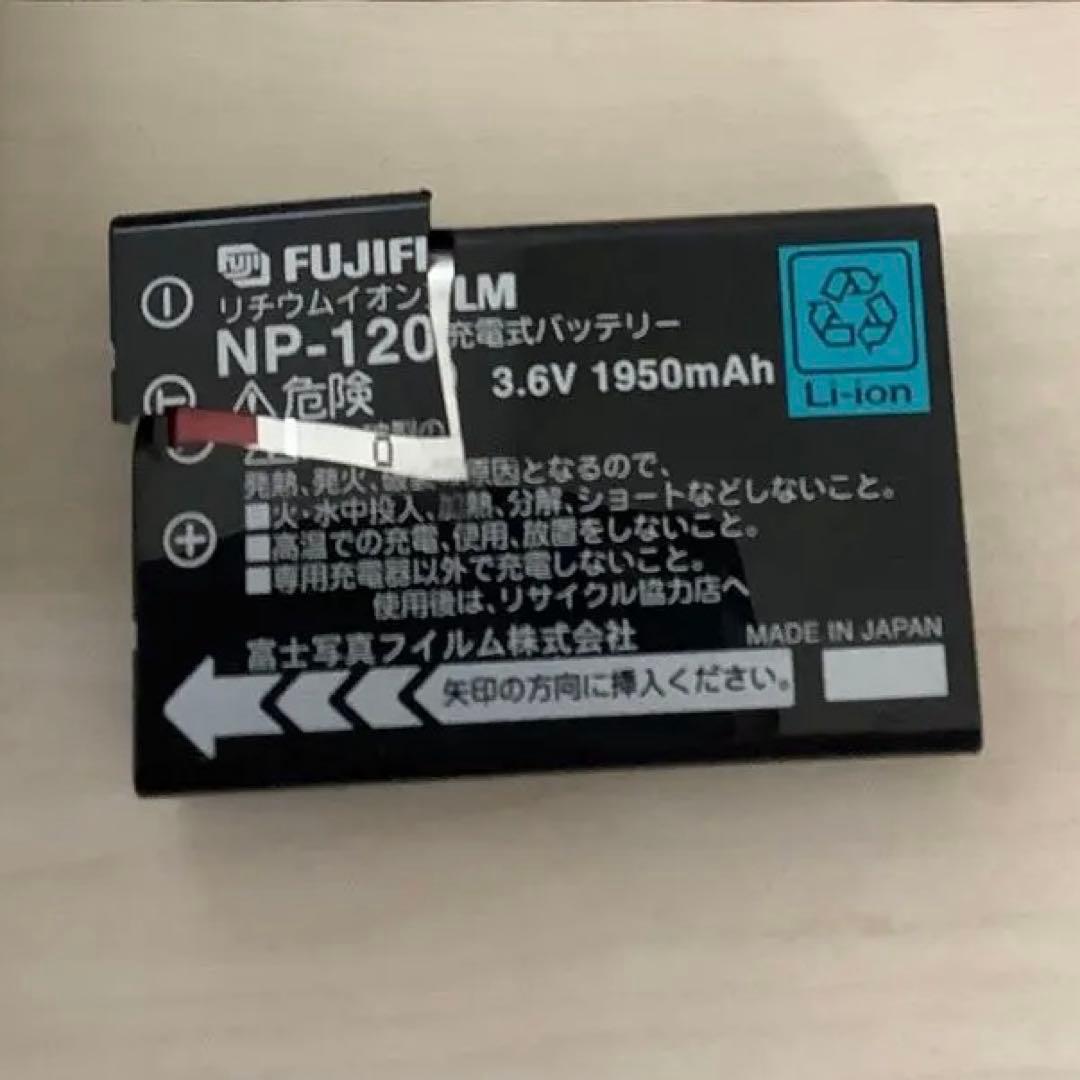 FUJIFILM
リチウムイオン充電式バッテリー
NP-120 3.6V 1950mAh
危険
発熱、発火、
原因となるので、
火・水中投入、加熱、分解、ショートなどしないこと。
高温での充電、使用、放置をしないこと。
専用充電器以外で充電しないこと。
使用後は、リサイクル協力店へ
富士写真フイルム株式会社
MADE IN JAPAN
矢印の方向に挿入ください。
Li-ion